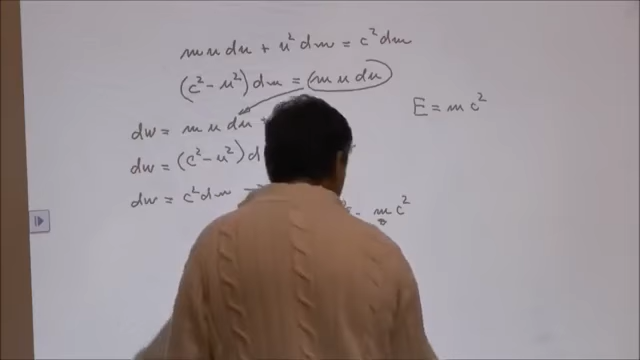 m u du + u² dm = c² dm
(c² - u²) dm = (m u du)
dw = m u du +
E = m c²
dw = (c² - u²) d
dw = c² dm →
- m₀ c²